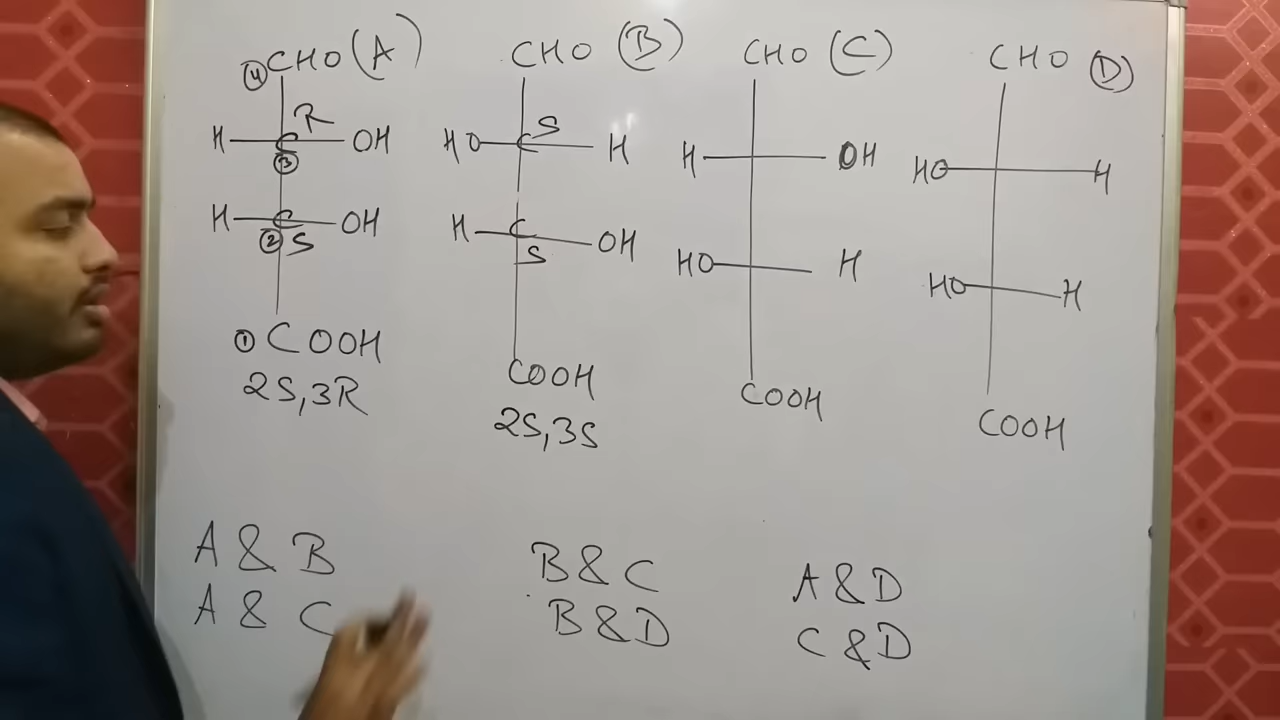 ④CHO (A)
R
H C OH
③
H C OH
② S
① COOH
2S, 3R
CHO (B)
S
HO C H
H C OH
S
COOH
2S, 3S
CHO (C)
H OH
HO H
COOH
CHO (D)
HO H
HO H
COOH
A & B
A & C
B & C
B & D
A & D
C & D